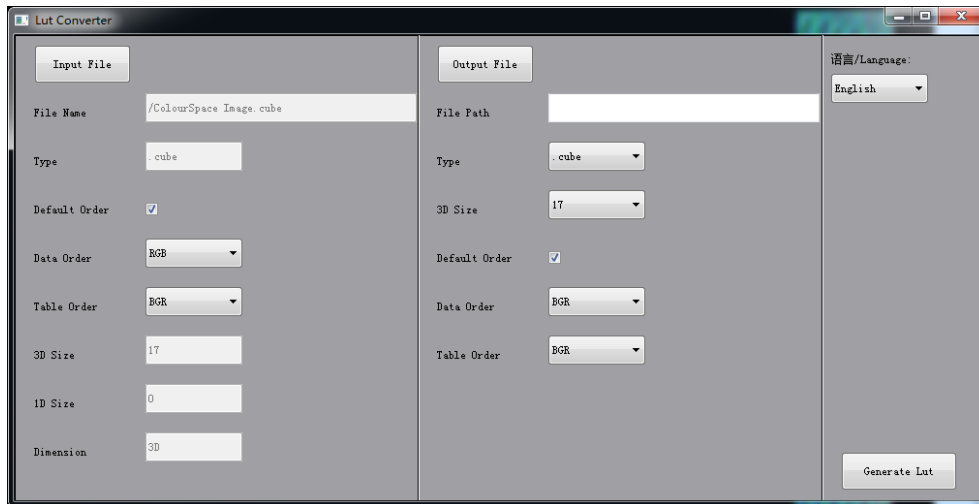 Lut Converter
Input File
File Name
/ColourSpace Image.cube
Type
.cube
Default Order
Data Order
RGB
Table Order
BGR
3D Size
17
1D Size
0
Dimension
3D
Output File
File Path
Type
.cube
3D Size
17
Default Order
Data Order
BGR
Table Order
BGR
语言/Language:
English
Generate Lut